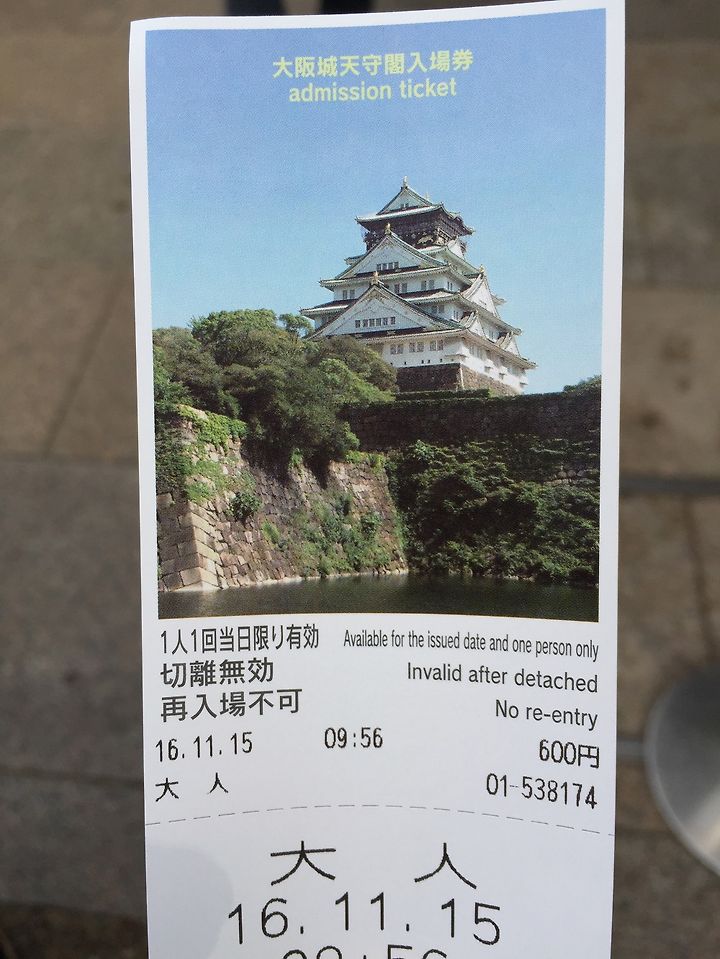 大阪城天守閣入場券
admission ticket
1人1回当日限り有効 Available for the issued date and one person only
切離無効 Invalid after detached
再入場不可 No re-entry
16.11.15 09:56 600円
大 人 01-538174
大 人
16.11.15
09:56